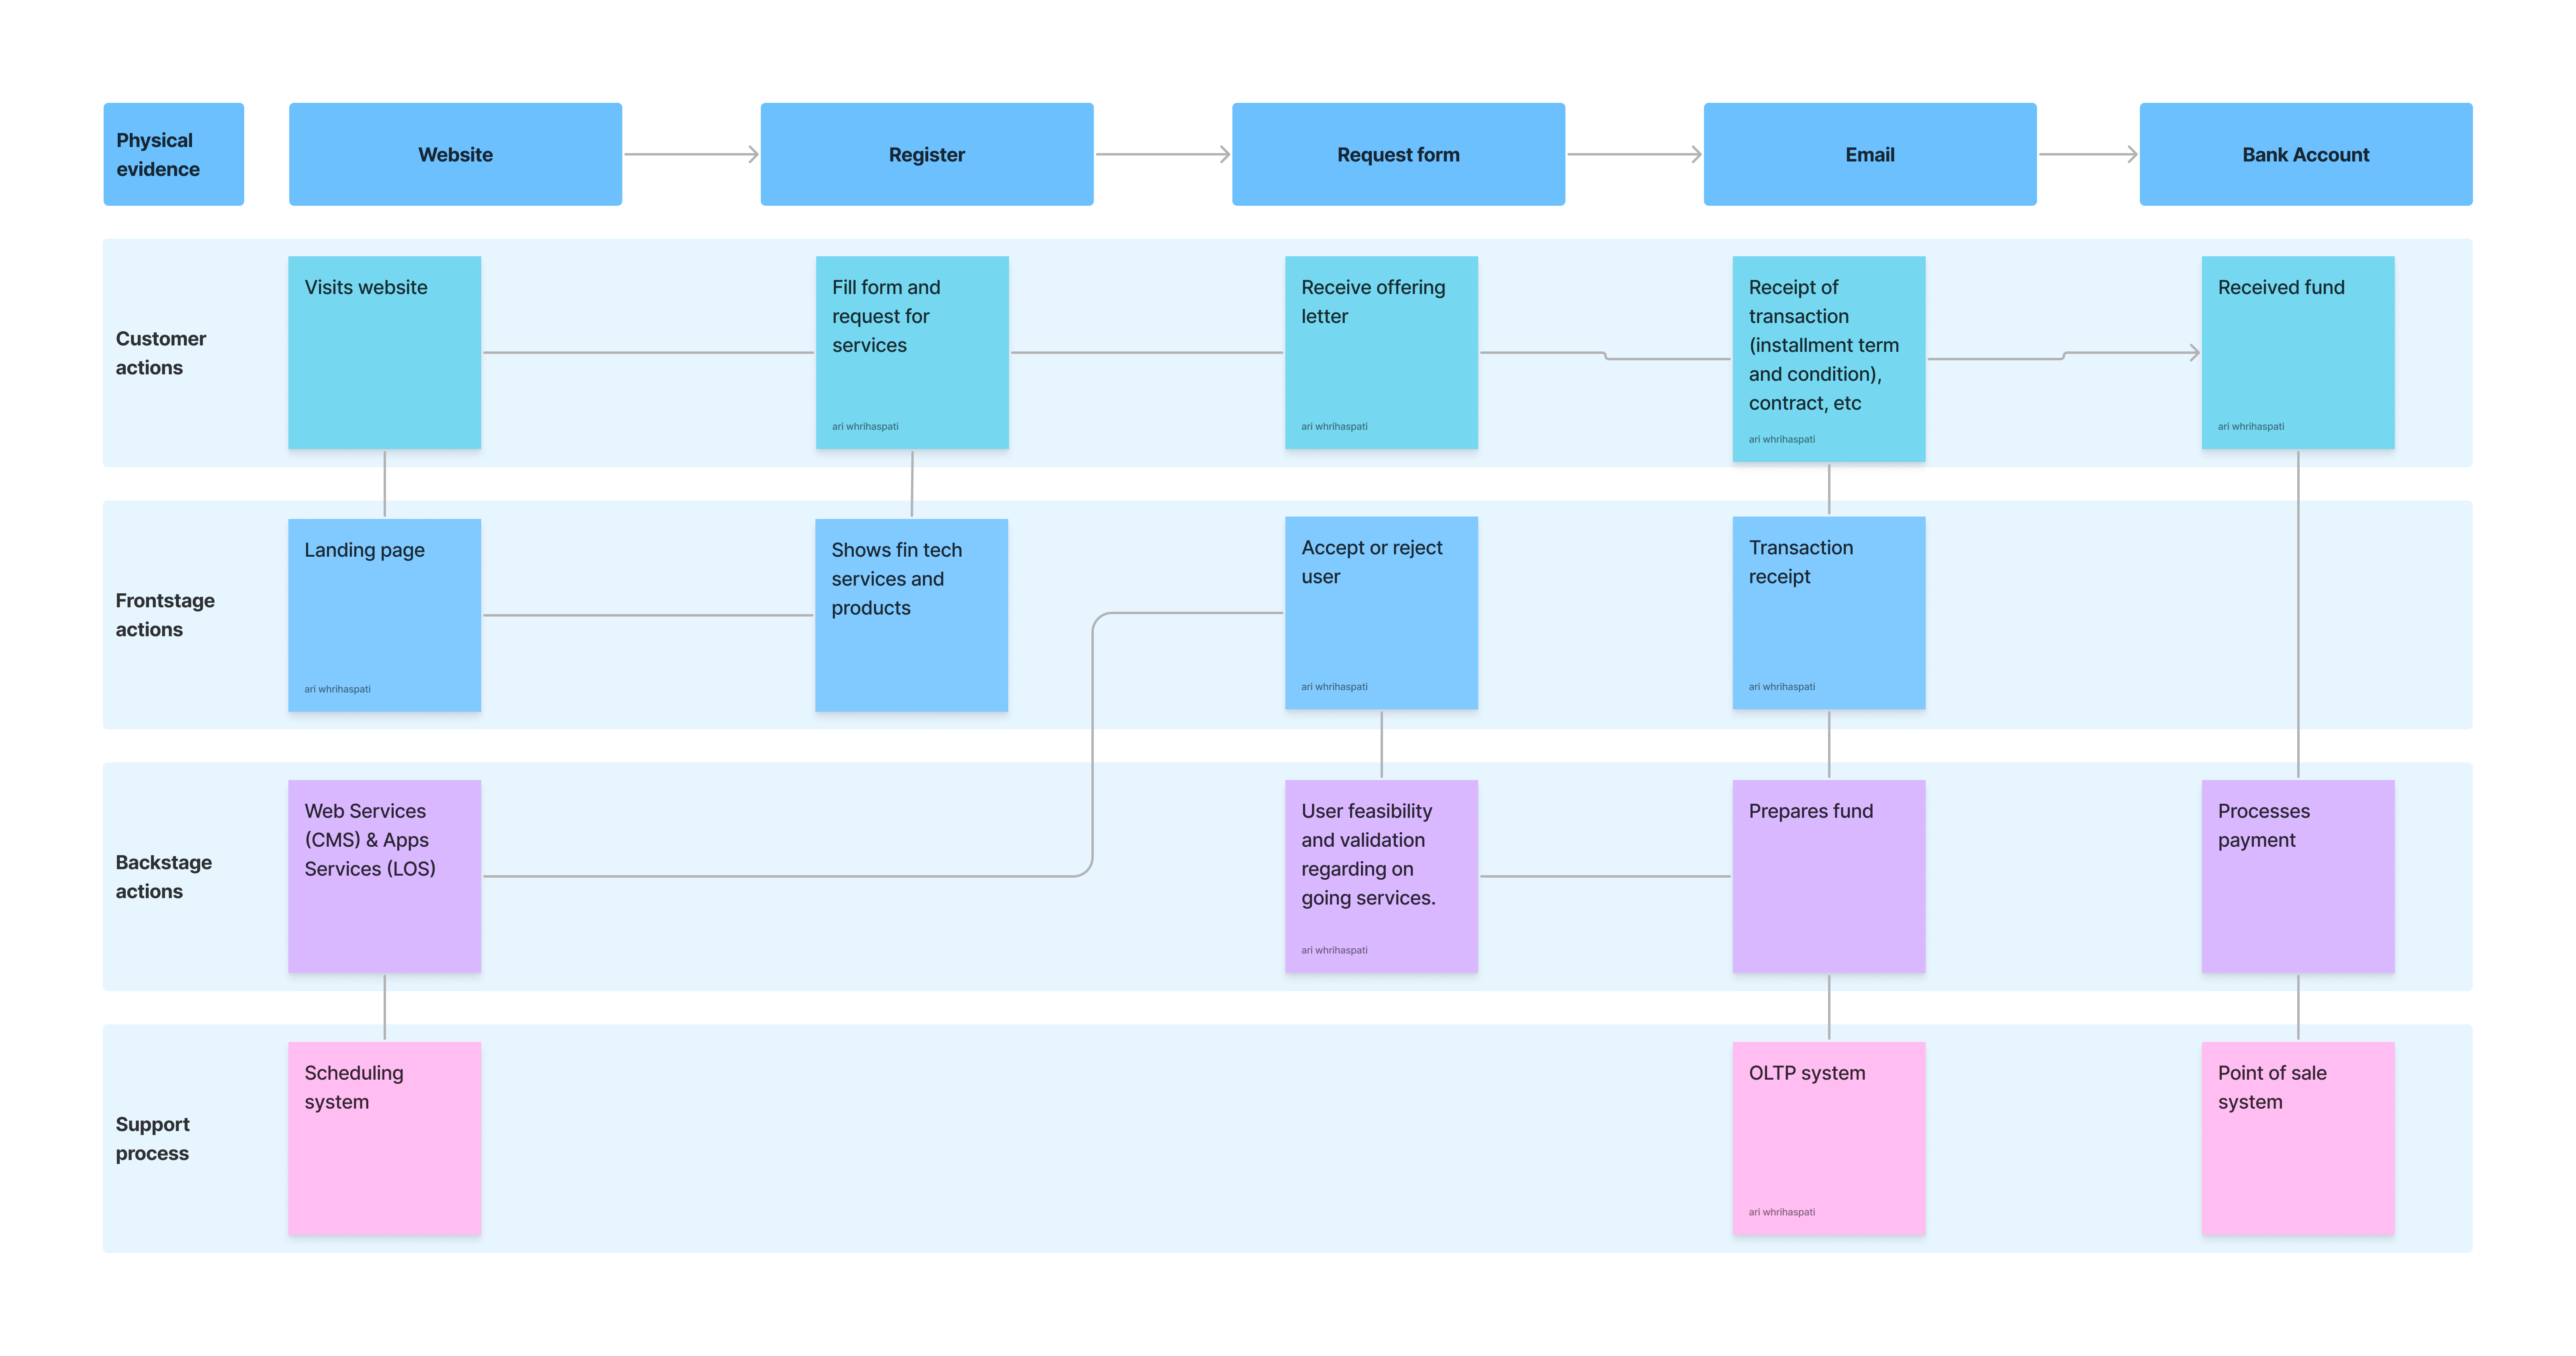 Physical
evidence
Website
Register
Request form
Email
Bank Account
Customer
actions
Visits website
Fill form and
request for
services
ari whrihaspati
Receive offering
letter
ari whrihaspati
Receipt of
transaction
(installment term
and condition),
contract, etc
ari whrihaspati
Received fund
ari whrihaspati
Frontstage
actions
Landing page
ari whrihaspati
Shows fin tech
services and
products
Accept or reject
user
ari whrihaspati
Transaction
receipt
ari whrihaspati
Backstage
actions
Web Services
(CMS) & Apps
Services (LOS)
User feasibility
and validation
regarding on
going services.
ari whrihaspati
Prepares fund
Processes
payment
Support
process
Scheduling
system
OLTP system
ari whrihaspati
Point of sale
system